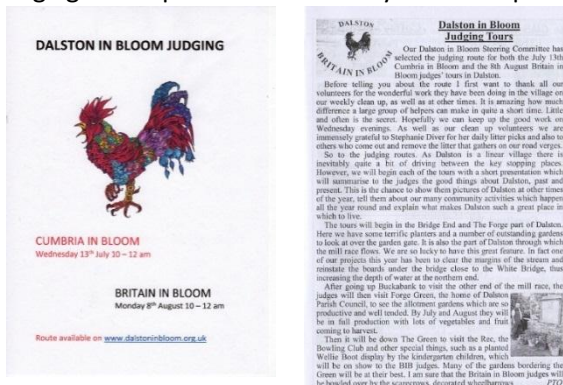 DALSTON IN BLOOM JUDGING
CUMBRIA IN BLOOM
Wednesday 13th July 10 – 12 am
BRITAIN IN BLOOM
Monday 8th August 10 – 12 am
Route available on www.dalstoninbloom.org.uk
DALSTON
BRITAIN IN BLOOM
Dalston in Bloom
Judging Tours
Our Dalston in Bloom Steering Committee has
selected the judging route for both the July 13th
Cumbria in Bloom and the 8th August Britain in
Bloom judges' tours in Dalston.
Before telling you about the route I first want to thank all our
volunteers for the wonderful work they have been doing in the village on
our weekly clean up, as well as at other times. It is amazing how much
difference a large group of helpers can make in quite a short time. Little
and often is the secret. Hopefully we can keep up the good work on
Wednesday evenings. As well as our clean up volunteers we are
immensely grateful to Stephanie Diver for her daily litter picks and also to
others who come out and remove the litter that gathers on our road verges.
So to the judging routes. As Dalston is a linear village there is
inevitably quite a bit of driving between the key stopping places.
However, we will begin each of the tours with a short presentation which
will summarise to the judges the good things about Dalston, past and
present. This is the chance to show them pictures of Dalston at other times
of the year, tell them about our many community activities which happen
all the year round and explain what makes Dalston such a great place in
which to live.
The tours will begin in the Bridge End and The Forge part of Dalston.
Here we have some terrific planters and a number of outstanding gardens
to look at over the garden gate. It is also the part of Dalston through which
the mill race flows. We are so lucky to have this great feature. In fact one
of our projects this year has been to clear the margins of the stream and
reinstate the boards under the bridge close to the White Bridge, thus
increasing the depth of water at the northern end.
After going up Buckabank to visit the other end of the mill race, the
judges will then visit Forge Green, the home of Dalston
Parish Council, to see the allotment gardens which are so
productive and well tended. By July and August they will
be in full production with lots of vegetables and fruit
coming to harvest.
Then it will be down The Green to visit the Rec, the
Bowling Club and other special things, such as a planted
Wellie Boot display by the kindergarten children, which
will be on show to the BIB judges. Many of the gardens bordering the
Green will be at their best. I am sure that the Britain in Bloom judges will
be bowled over by the scarecrows, decorated wheelbarrows
PTO